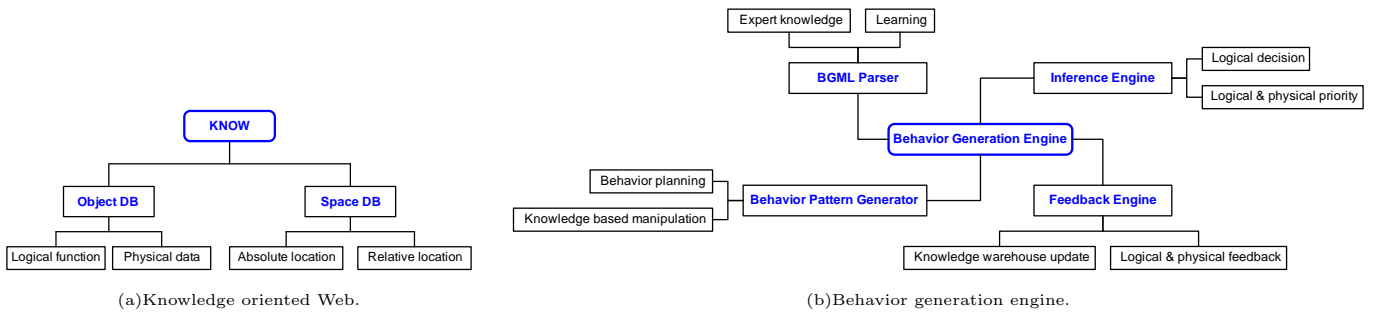 KNOW
Object DB
Space DB
Logical function
Physical data
Absolute location
Relative location
(a)Knowledge oriented Web.
Expert knowledge
Learning
BGML Parser
Inference Engine
Logical decision
Logical & physical priority
Behavior Generation Engine
Behavior planning
Knowledge based manipulation
Behavior Pattern Generator
Feedback Engine
Knowledge warehouse update
Logical & physical feedback
(b)Behavior generation engine.